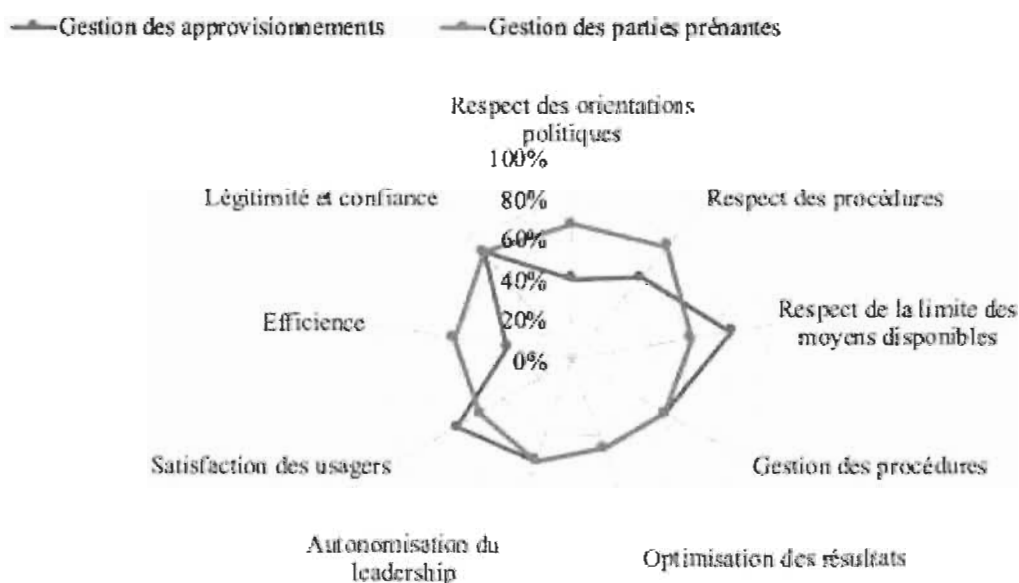 Gestion des approvisionnements
Gestion des parties prénantes
Respect des orientations
politiques
100%
Légitimité et confiance
80%
Respect des procédures
60%
40%
Efficience
Respect de la limite des
moyens disponibles
20%
0%
Satisfaction des usagers
Gestion des procédures
Autonomisation du
leadership
Optimisation des résultats